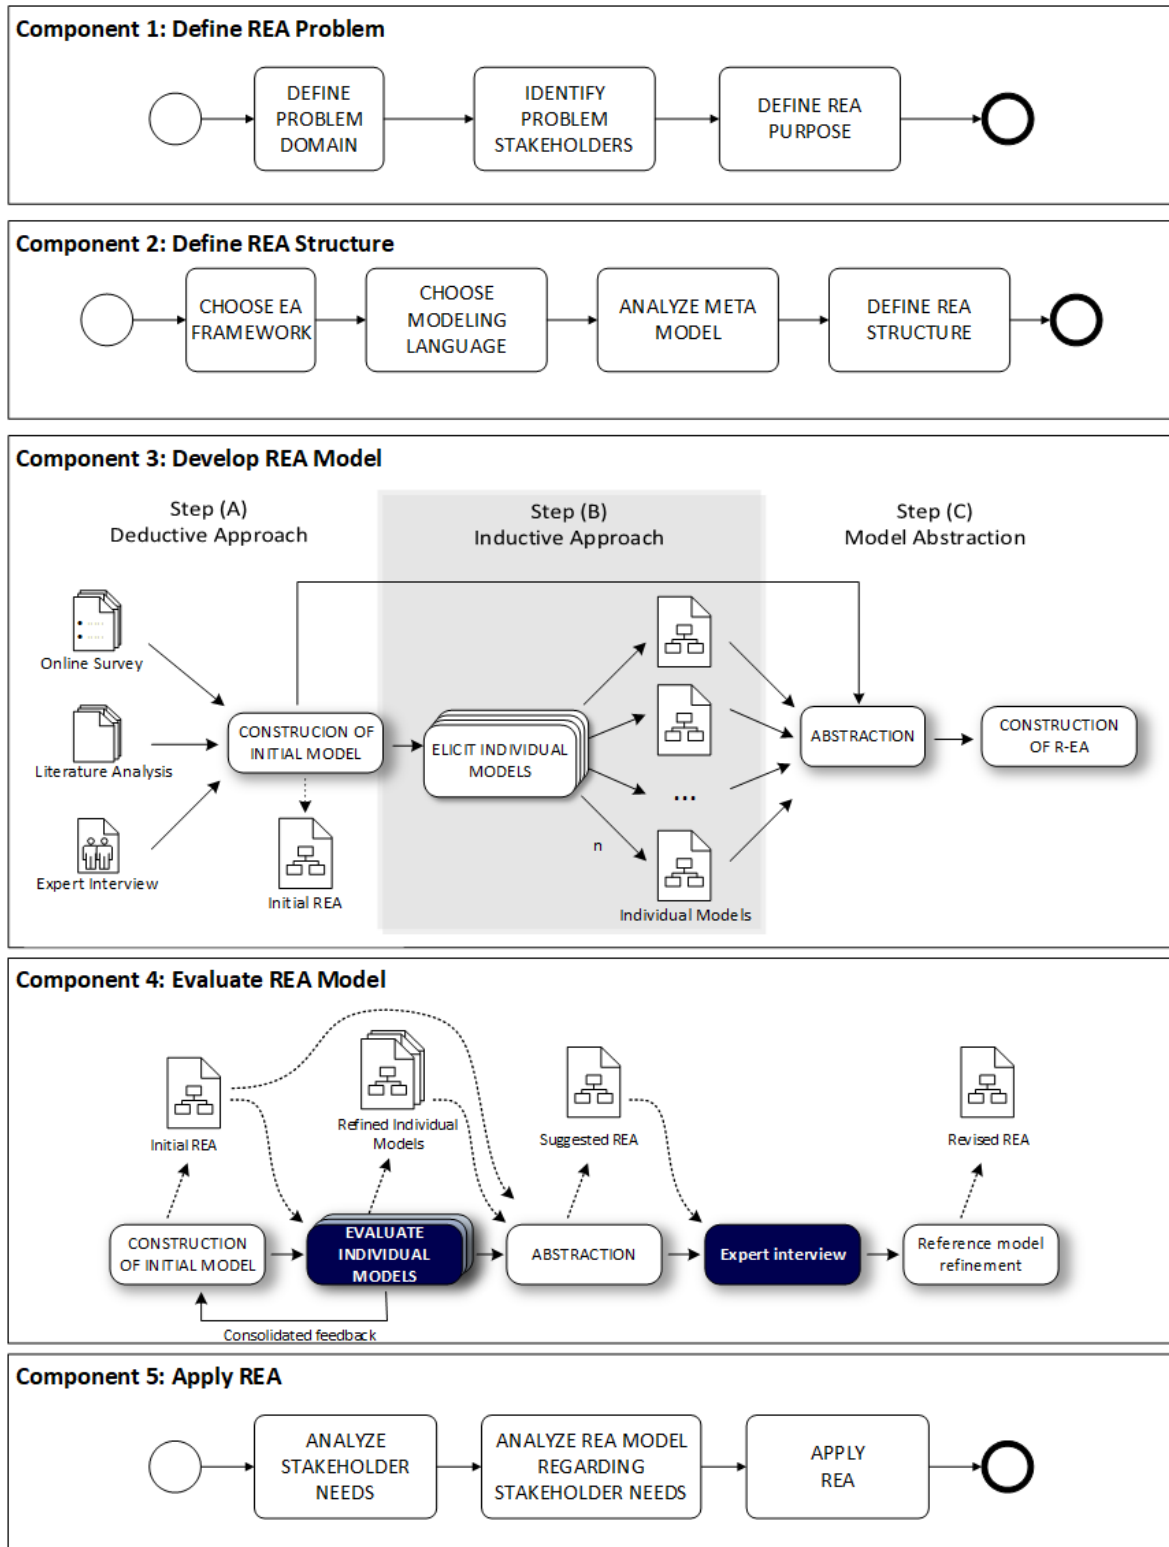 Component 1: Define REA Problem
DEFINE
PROBLEM
DOMAIN
IDENTIFY
PROBLEM
STAKEHOLDERS
DEFINE REA
PURPOSE
Component 2: Define REA Structure
CHOOSE EA
FRAMEWORK
CHOOSE
MODELING
LANGUAGE
ANALYZE META
MODEL
DEFINE REA
STRUCTURE
Component 3: Develop REA Model
Step (A)
Deductive Approach
Step (B)
Inductive Approach
Step (C)
Model Abstraction
Online Survey
Literature Analysis
Expert Interview
CONSTRUCION OF
INITIAL MODEL
Initial REA
ELICIT INDIVIDUAL
MODELS
...
n
Individual Models
ABSTRACTION
CONSTRUCTION
OF R-EA
Component 4: Evaluate REA Model
Initial REA
Refined Individual
Models
Suggested REA
Revised REA
CONSTRUCTION
OF INITIAL MODEL
EVALUATE
INDIVIDUAL
MODELS
ABSTRACTION
Expert interview
Reference model
refinement
Consolidated feedback
Component 5: Apply REA
ANALYZE
STAKEHOLDER
NEEDS
ANALYZE REA MODEL
REGARDING
STAKEHOLDER NEEDS
APPLY
REA